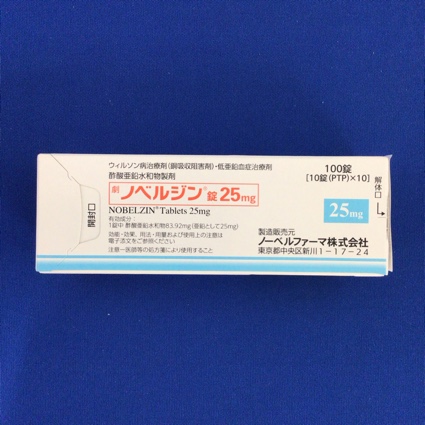 ウィルソン病治療剤(銅吸収阻害剤)・低亜鉛血症治療剤
酢酸亜鉛水和物製剤
劇 ノベルジン®錠25mg
NOBELZIN® Tablets 25mg
有効成分:
1錠中 酢酸亜鉛水和物83.92mg(亜鉛として25mg)
効能・効果、用法・用量および使用上の注意は
電子添文をご参照ください
注意-医師等の処方箋により使用すること
開封口
100錠
[10錠(PTP)×10]
解体口
25mg
製造販売元
ノーベルファーマ株式会社
東京都中央区新川1-17-24